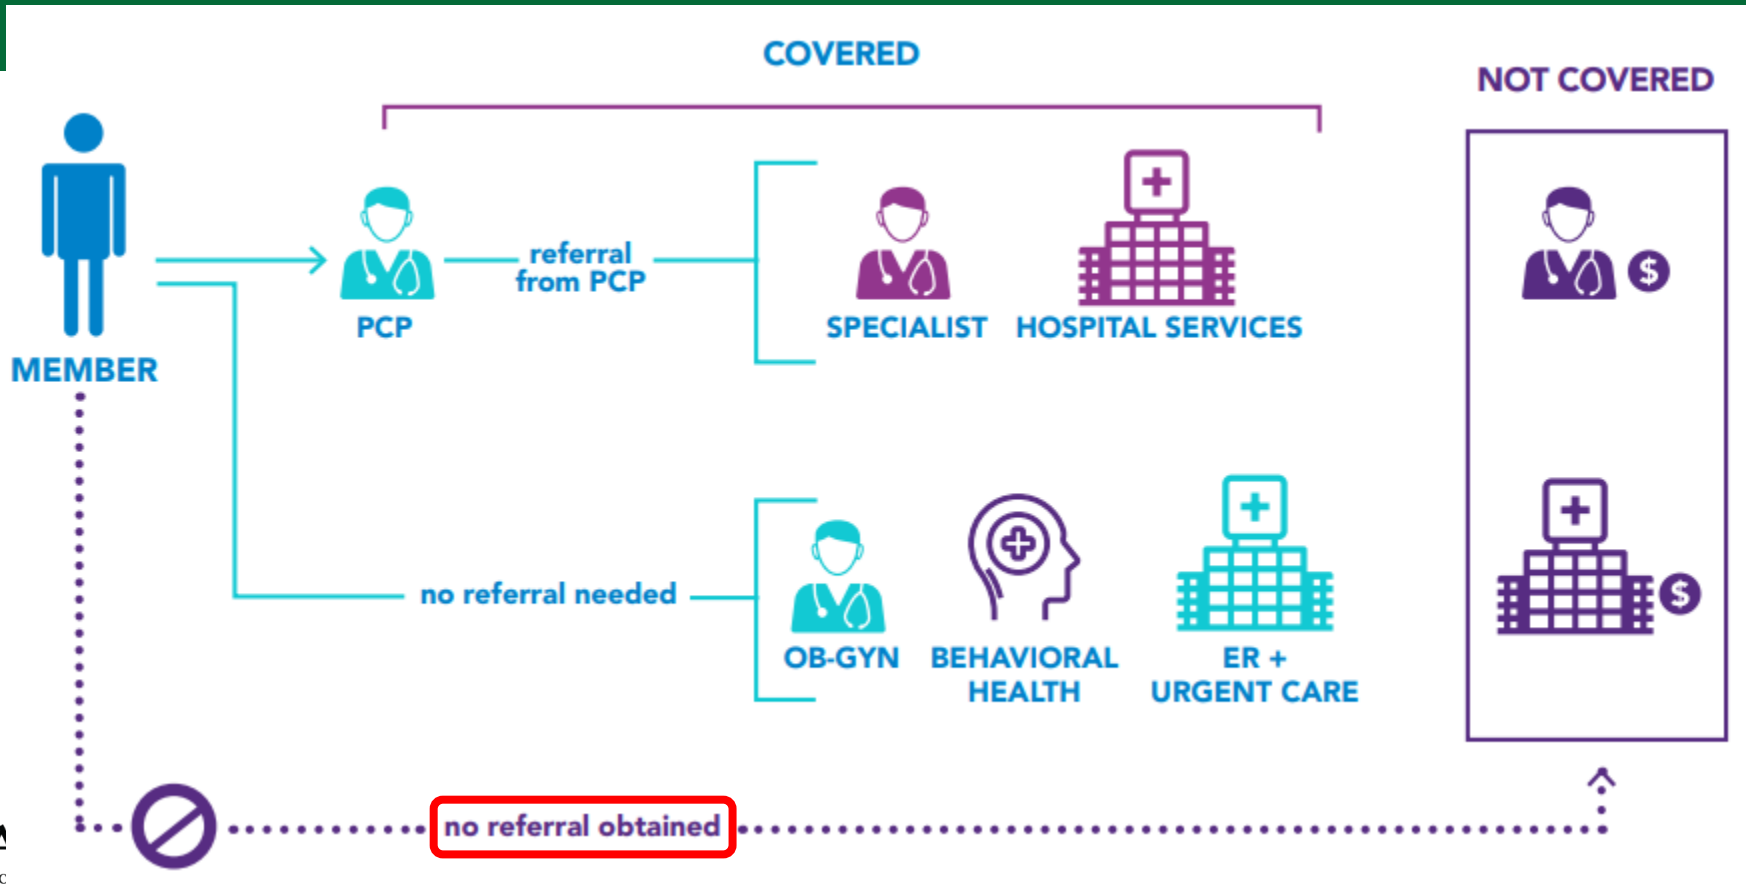 COVERED
NOT COVERED
referral
from PCP
PCP
SPECIALIST
HOSPITAL SERVICES
MEMBER
$
no referral needed
$
OB-GYN
BEHAVIORAL
HEALTH
ER +
URGENT CARE
no referral obtained